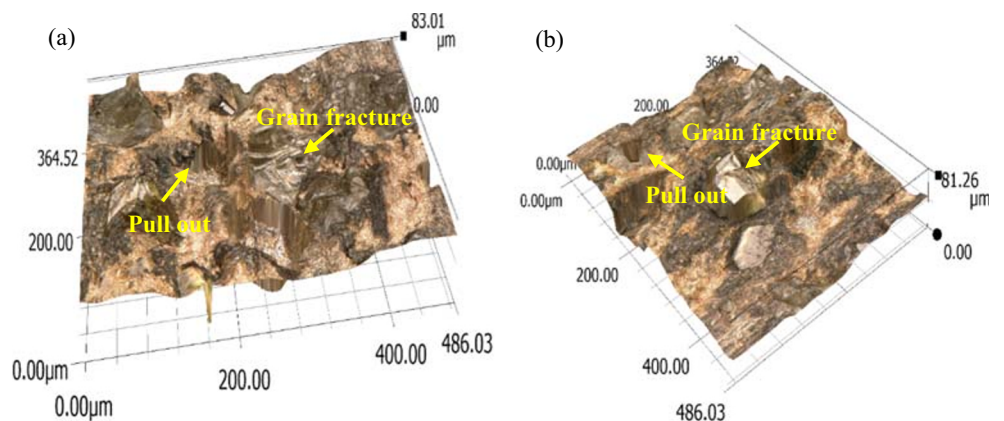 (a)
83.01
µm
0.00
Grain fracture
Pull out
364.52
200.00
0.00µm
0.00µm
200.00
400.00
486.03
(b)
364.52
200.00
0.00µm
0.00µm
Grain fracture
Pull out
81.26
µm
0.00
200.00
400.00
486.03